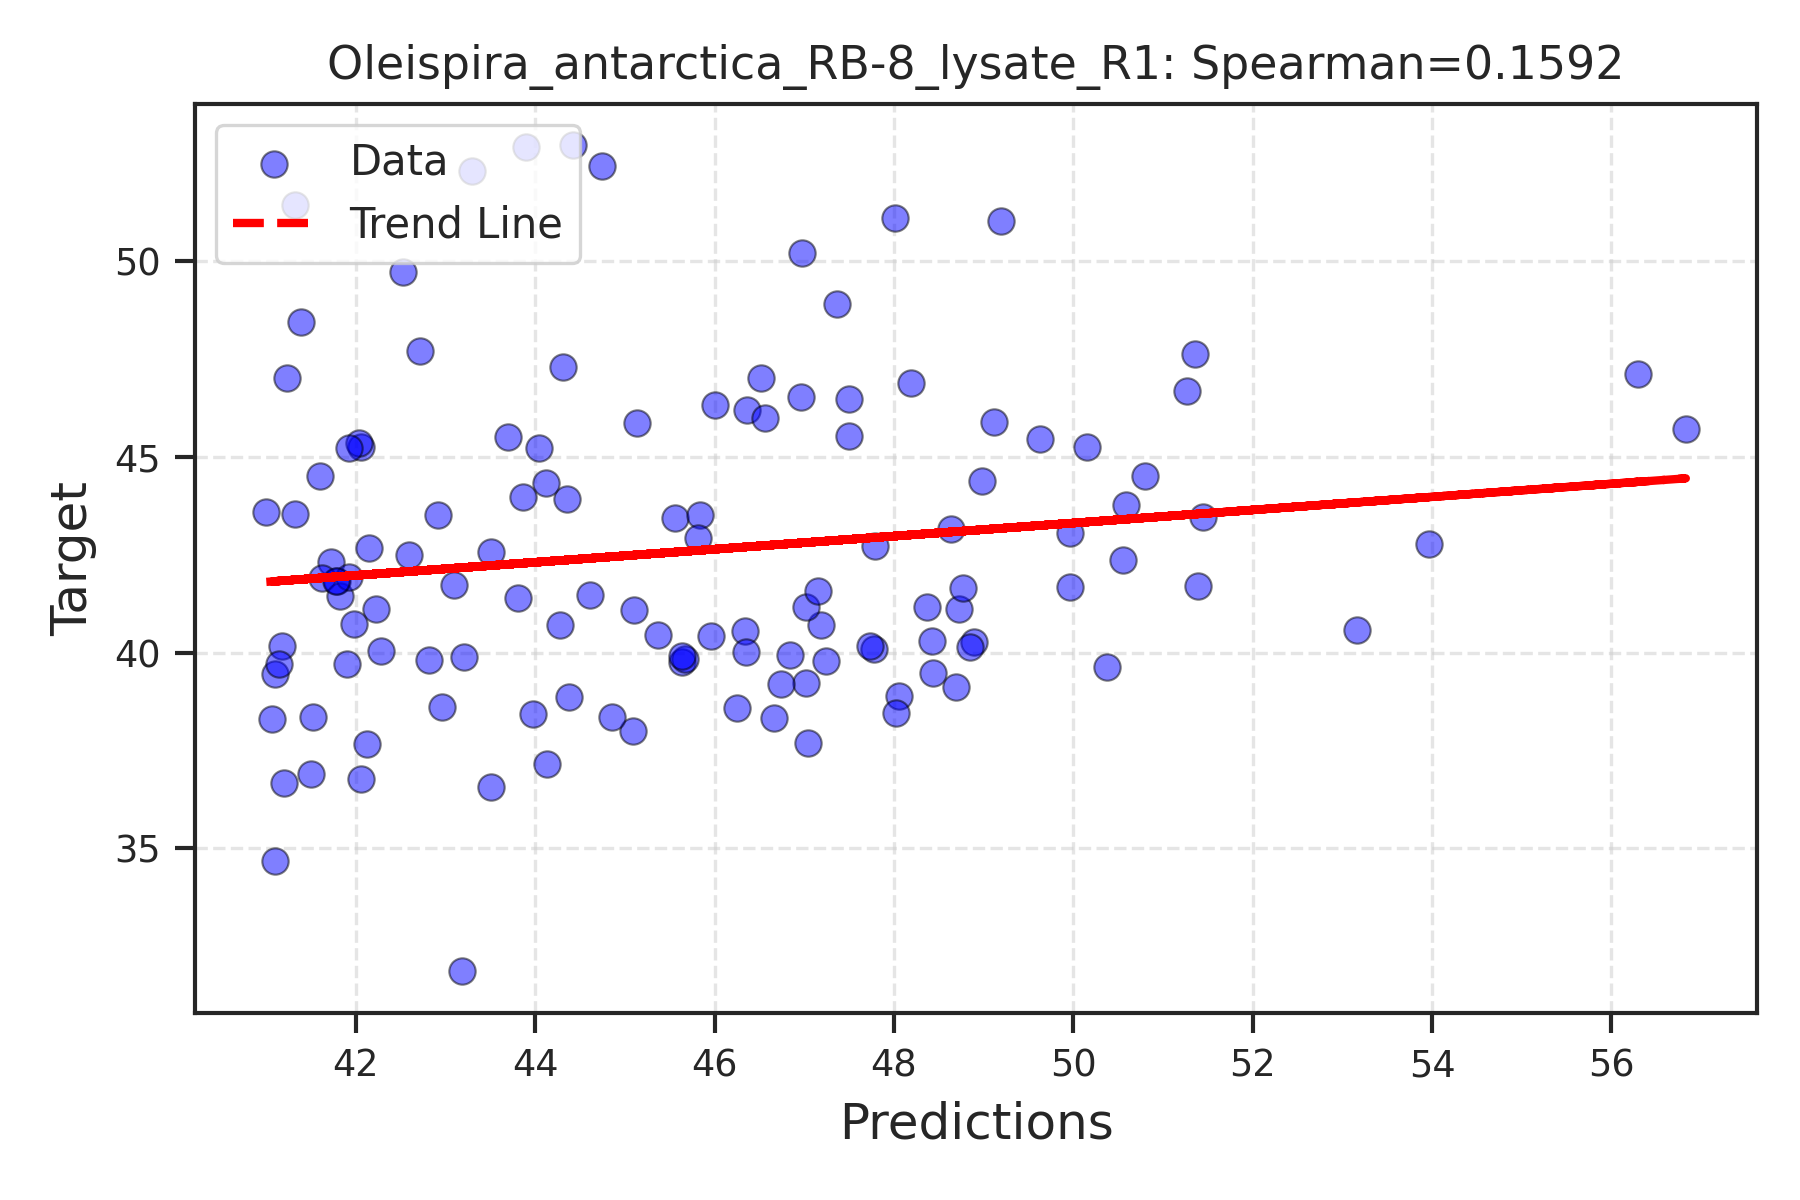 Oleispira_antarctica_RB-8_lysate_R1: Spearman=0.1592
Data
Trend Line
50
45
40
35
Target
42 44 46 48 50 52 54 56
Predictions